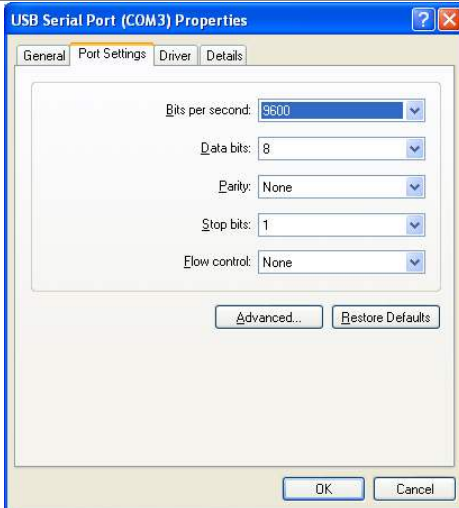 USB Serial Port (COM3) Properties
General Port Settings Driver Details
Bits per second: 9600
Data bits: 8
Parity: None
Stop bits: 1
Flow control: None
Advanced... Restore Defaults
OK Cancel